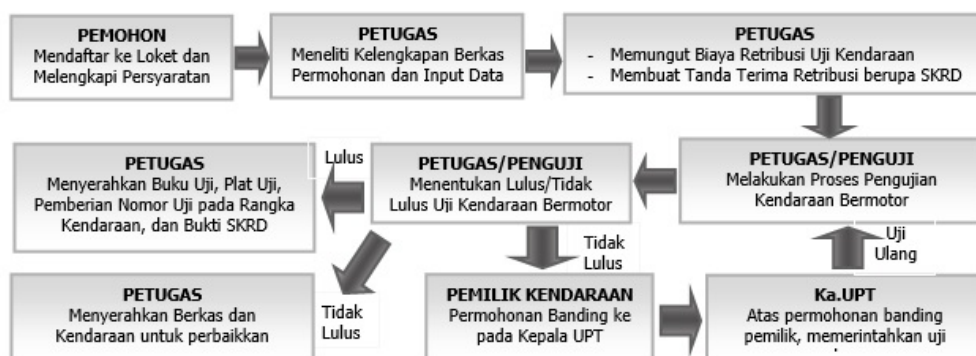 PEMOHON
Mendaftar ke Loket dan
Melengkapi Persyaratan
PETUGAS
Meneliti Kelengkapan Berkas
Permohonan dan Input Data
PETUGAS
- Memungut Biaya Retribusi Uji Kendaraan
- Membuat Tanda Terima Retribusi berupa SKRD
PETUGAS/PENGUJI
Melakukan Proses Pengujian
Kendaraan Bermotor
PETUGAS/PENGUJI
Menentukan Lulus/Tidak
Lulus Uji Kendaraan Bermotor
Lulus
PETUGAS
Menyerahkan Buku Uji, Plat Uji,
Pemberian Nomor Uji pada Rangka
Kendaraan, dan Bukti SKRD
Tidak
Lulus
PETUGAS
Menyerahkan Berkas dan
Kendaraan untuk perbaikkan
Tidak
Lulus
PEMILIK KENDARAAN
Permohonan Banding ke
pada Kepala UPT
Ka.UPT
Atas permohonan banding
pemilik, memerintahkan uji
Uji
Ulang